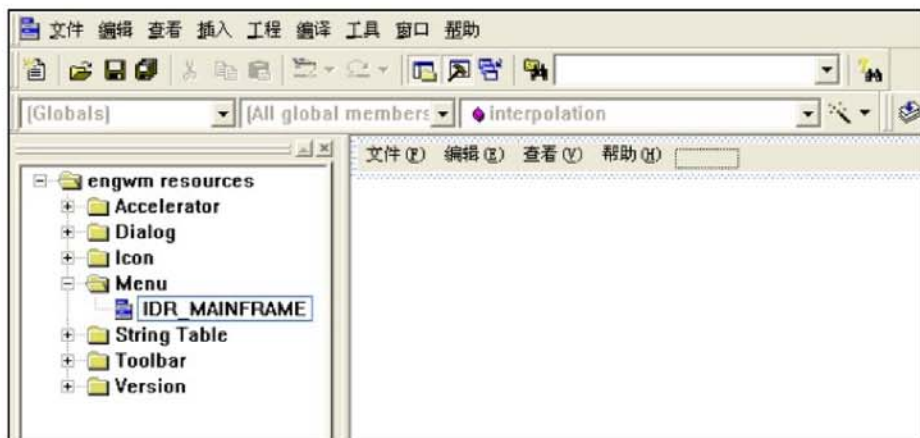 文件 编辑 查看 插入 工程 编译 工具 窗口 帮助
(Globals) (All global members interpolation
文件(F) 编辑(E) 查看(V) 帮助(H)
engwm resources
Accelerator
Dialog
Icon
Menu
IDR_MAINFRAME
String Table
Toolbar
Version